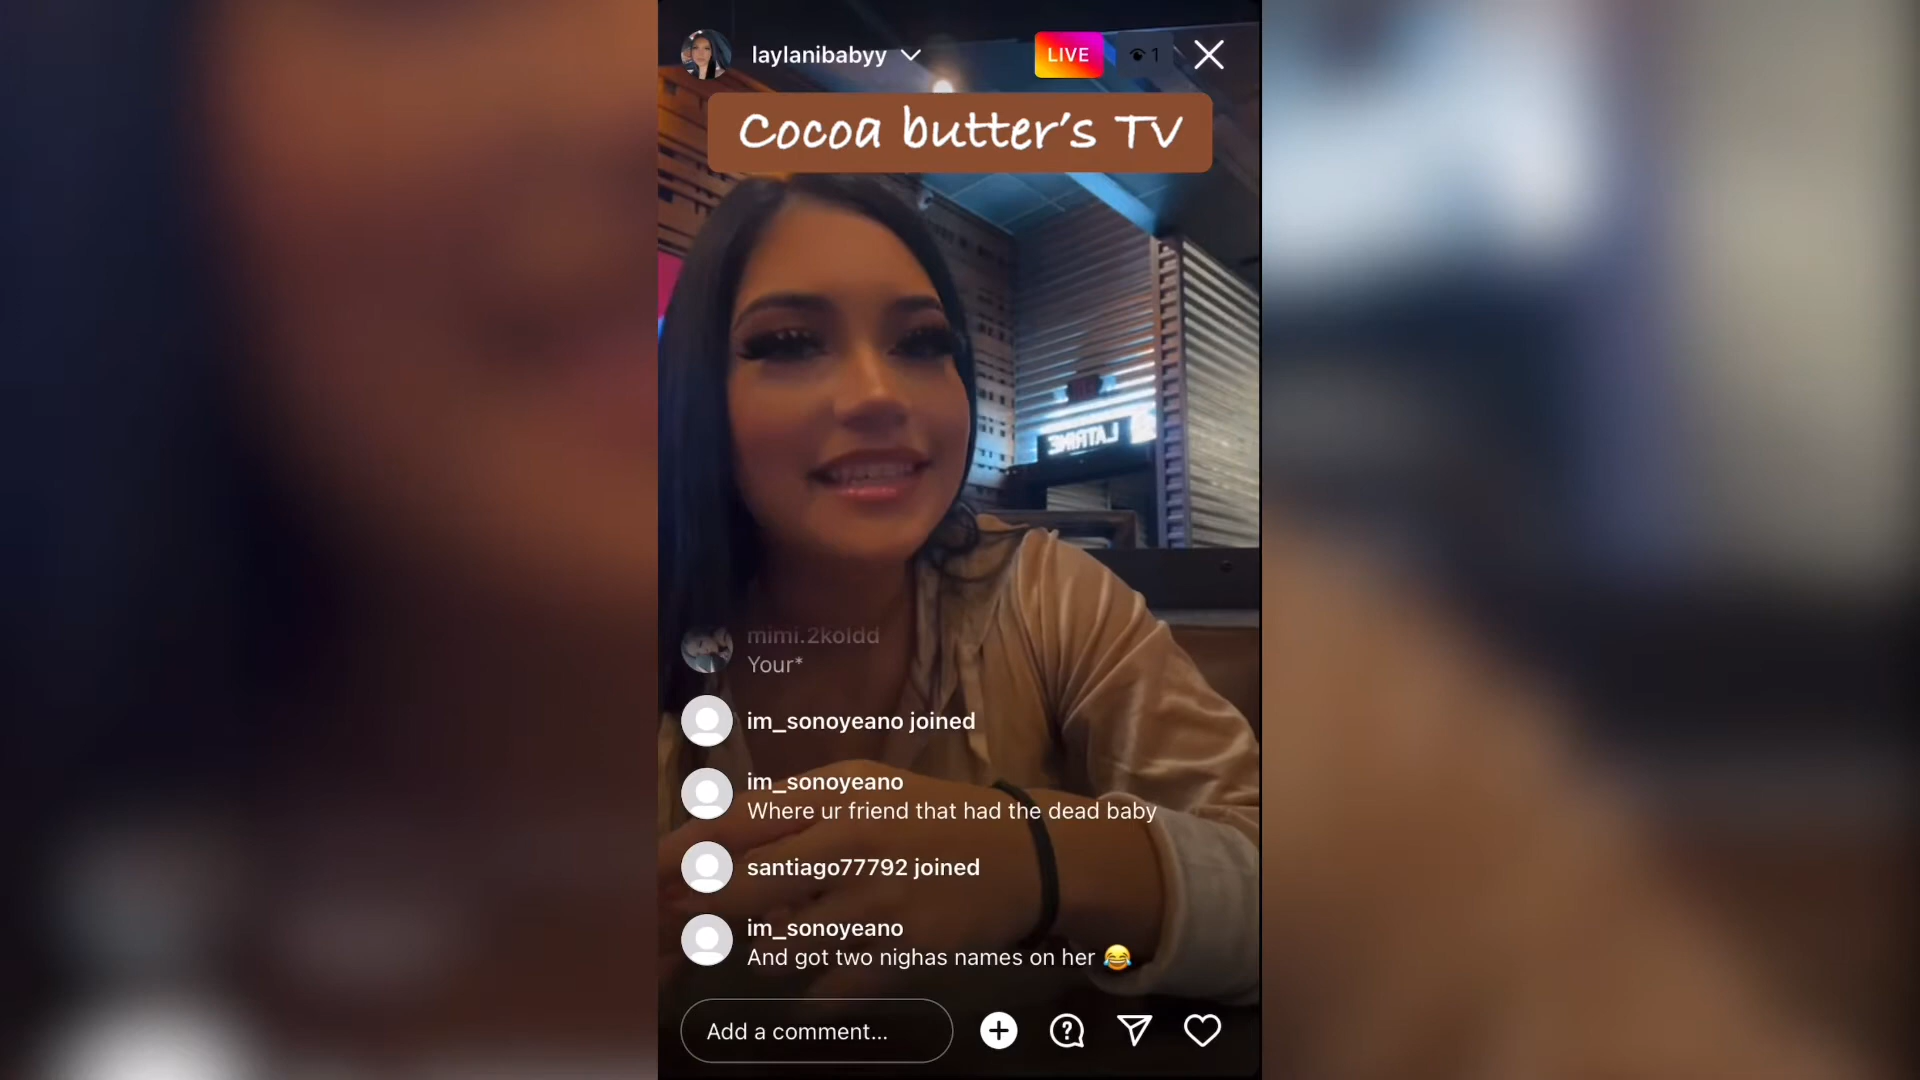 laylanibabyy
LIVE
1
Cocoa butter's TV
LATRINE
mimi.2koldd
Your*
im_sonoyeano joined
im_sonoyeano
Where ur friend that had the dead baby
santiago77792 joined
im_sonoyeano
And got two nighas names on her 😂
Add a comment...